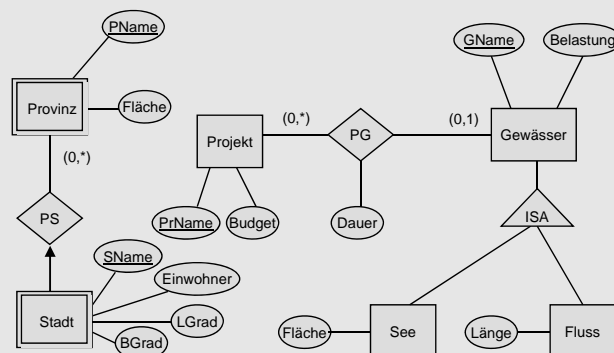 PName
GName
Belastung
Provinz
Fläche
(0,*)
(0,*)
(0,1)
Projekt
PG
Gewässer
PS
PrName
Budget
Dauer
ISA
SName
Einwohner
Stadt
LGrad
BGrad
Fläche
See
Länge
Fluss